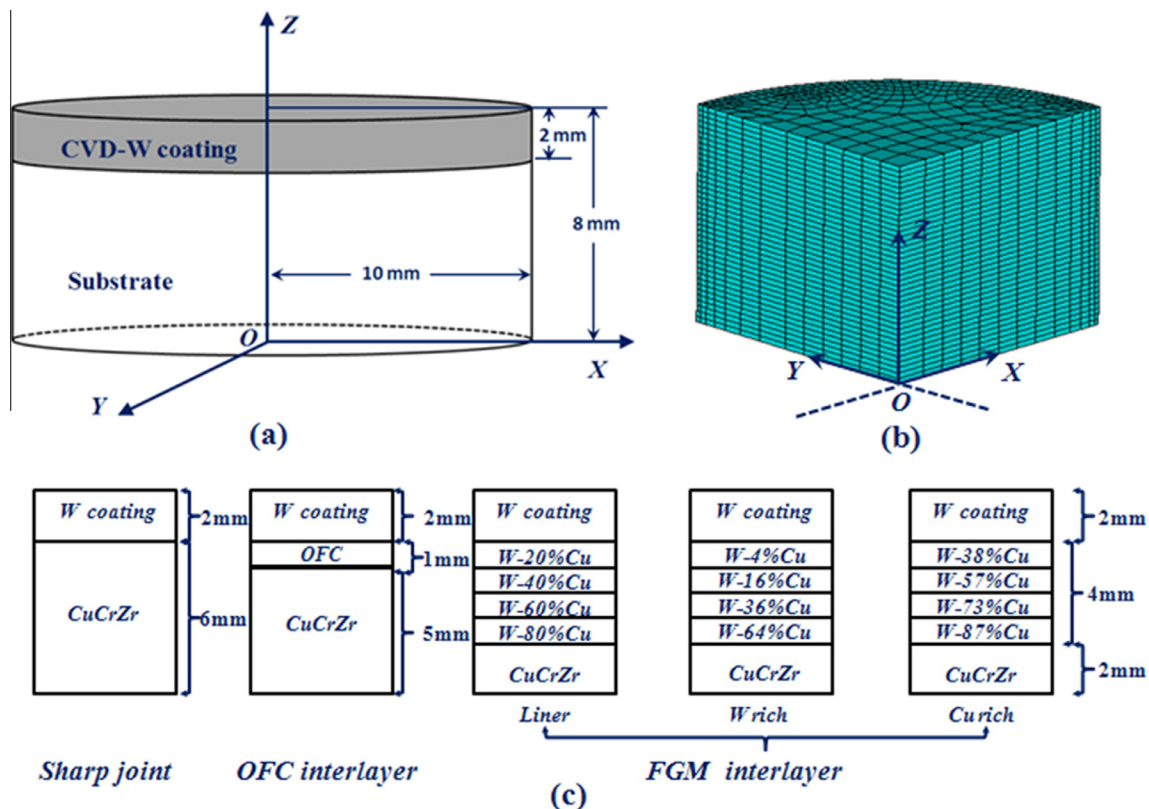 Z
2 mm
CVD-W coating
8 mm
10 mm
Substrate
O
X
Y
(a)
Z
Y
X
O
(b)
W coating
2mm
CuCrZr
6mm
Sharp joint
W coating
2mm
OFC
1mm
CuCrZr
5mm
OFC interlayer
W coating
W-20%Cu
W-40%Cu
W-60%Cu
W-80%Cu
CuCrZr
Liner
W coating
W-4%Cu
W-16%Cu
W-36%Cu
W-64%Cu
CuCrZr
W rich
W coating
2mm
W-38%Cu
W-57%Cu
W-73%Cu
W-87%Cu
4mm
CuCrZr
2mm
Cu rich
FGM interlayer
(c)